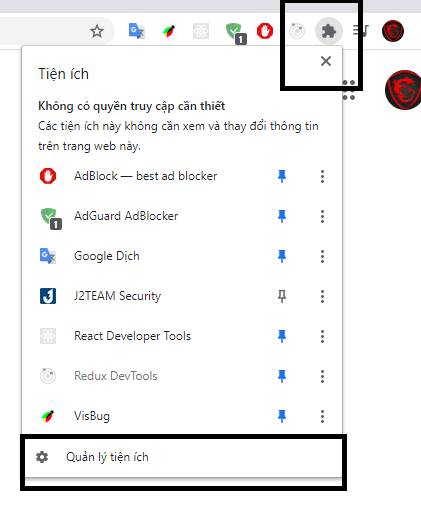 1
Tiện ích
Không có quyền truy cập cần thiết
Các tiện ích này không cần xem và thay đổi thông tin
trên trang web này.
AdBlock — best ad blocker
AdGuard AdBlocker
1
Google Dịch
J2TEAM Security
React Developer Tools
Redux DevTools
VisBug
Quản lý tiện ích